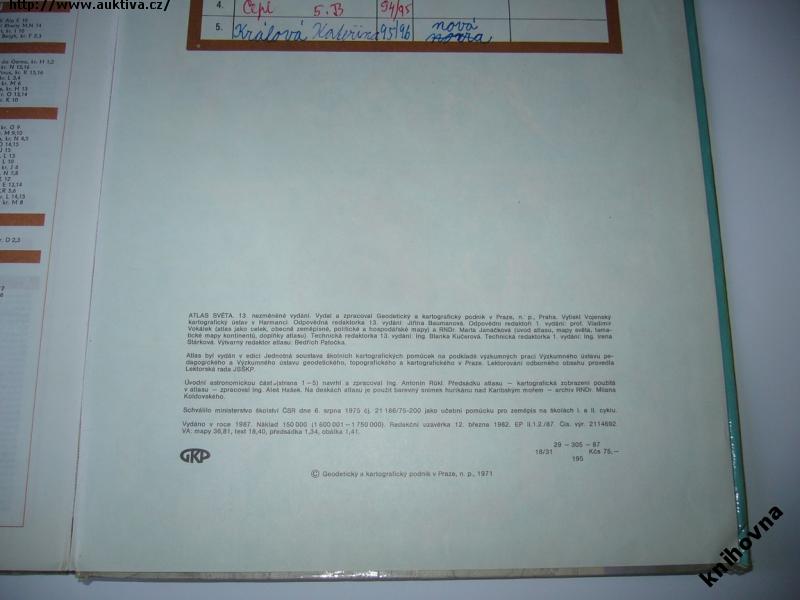 http://www.auktiva.cz/
4. 5. B 94/95
5. Králová Kateřina 95/96 nová
kr. O 9
kr. D 2,3
ATLAS SVĚTA. 13. nezměněné vydání. Vydal a zpracoval Geodetický a kartografický podnik v Praze, n. p., Praha. Vytiskl Vojenský
kartografický ústav v Harmanci. Odpovědná redaktorka 13. vydání: Jiřina Baumanová. Odpovědní redaktoři 1. vydání: prof. Vladimír
Vokálek (atlas jako celek, obecně zeměpisné, politické a hospodářské mapy) a RNDr. Marta Janáčková (úvod atlasu, mapy světa, tema-
tické mapy kontinentů, doplňky atlasu). Technická redaktorka 13. vydání: Ing. Blanka Kučerová. Technická redaktorka 1. vydání: Ing. Irena
Stárková. Výtvarný redaktor atlasu: Bedřich Patočka.
Atlas byl vydán v edici Jednotná soustava školních kartografických pomůcek na podkladě výzkumných prací Výzkumného ústavu pe-
dagogického a Výzkumného ústavu geodetického, topografického a kartografického v Praze. Lektorování odborného obsahu provedla
Lektorská rada JSŠKP.
Úvodní astronomickou část (strana 1–5) navrhl a zpracoval Ing. Antonín Rükl. Předsádku atlasu – kartografická zobrazení použitá
v atlasu – zpracoval Ing. Aleš Hašek. Na deskách atlasu je použit barevný snímek hurikánu nad Karibským mořem – archív RNDr. Milana
Koldovského.
Schválilo ministerstvo školství ČSR dne 6. srpna 1975 čj. 21 186/75-200 jako učební pomůcku pro zeměpis na školách I. a II. cyklu.
Vydáno v roce 1987. Náklad 150 000 (1 600 001 – 1 750 000). Redakční uzávěrka 12. března 1982. EP II.1.2./87. Čís. výr. 2114692.
VA: mapy 36,81, text 18,40, předsádka 1,34, obálka 1,41.
GKP
29 – 305 – 87
18/31 Kčs 75,–
195
© Geodetický a kartografický podnik v Praze, n. p., 1971
knihovna